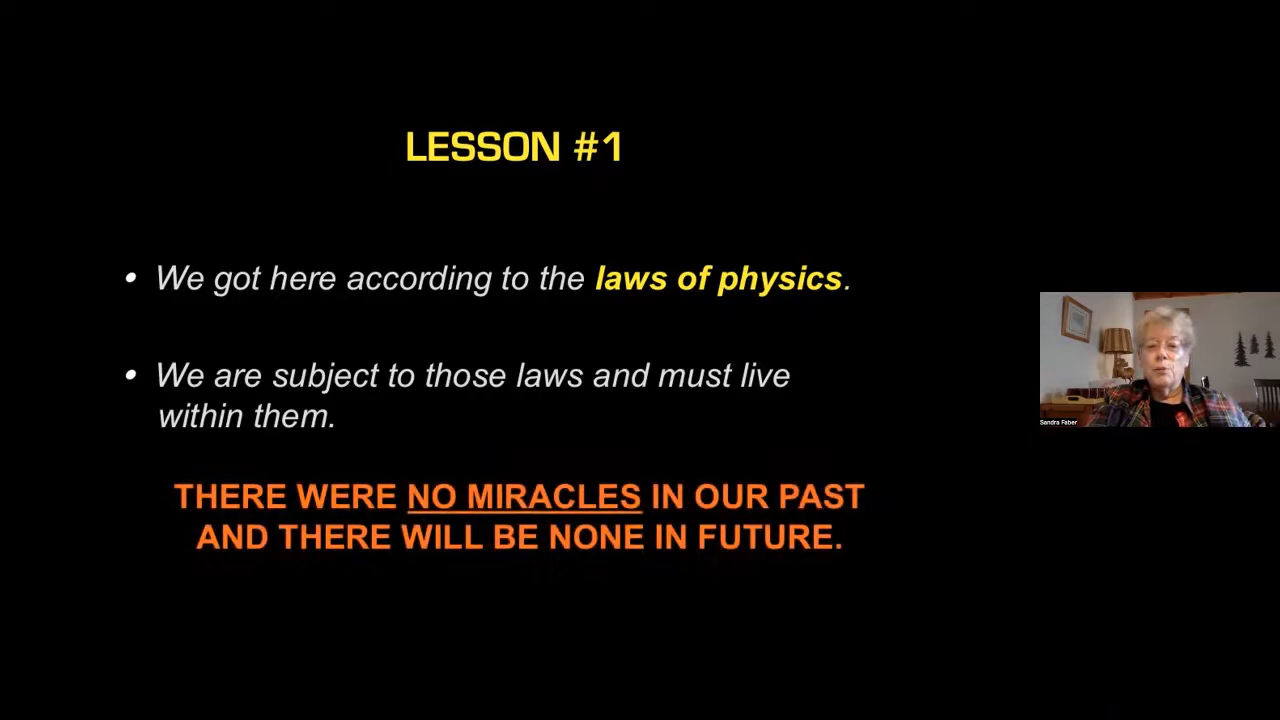 LESSON #1
• We got here according to the laws of physics.
• We are subject to those laws and must live
within them.
THERE WERE NO MIRACLES IN OUR PAST
AND THERE WILL BE NONE IN FUTURE.
Sandra Faber